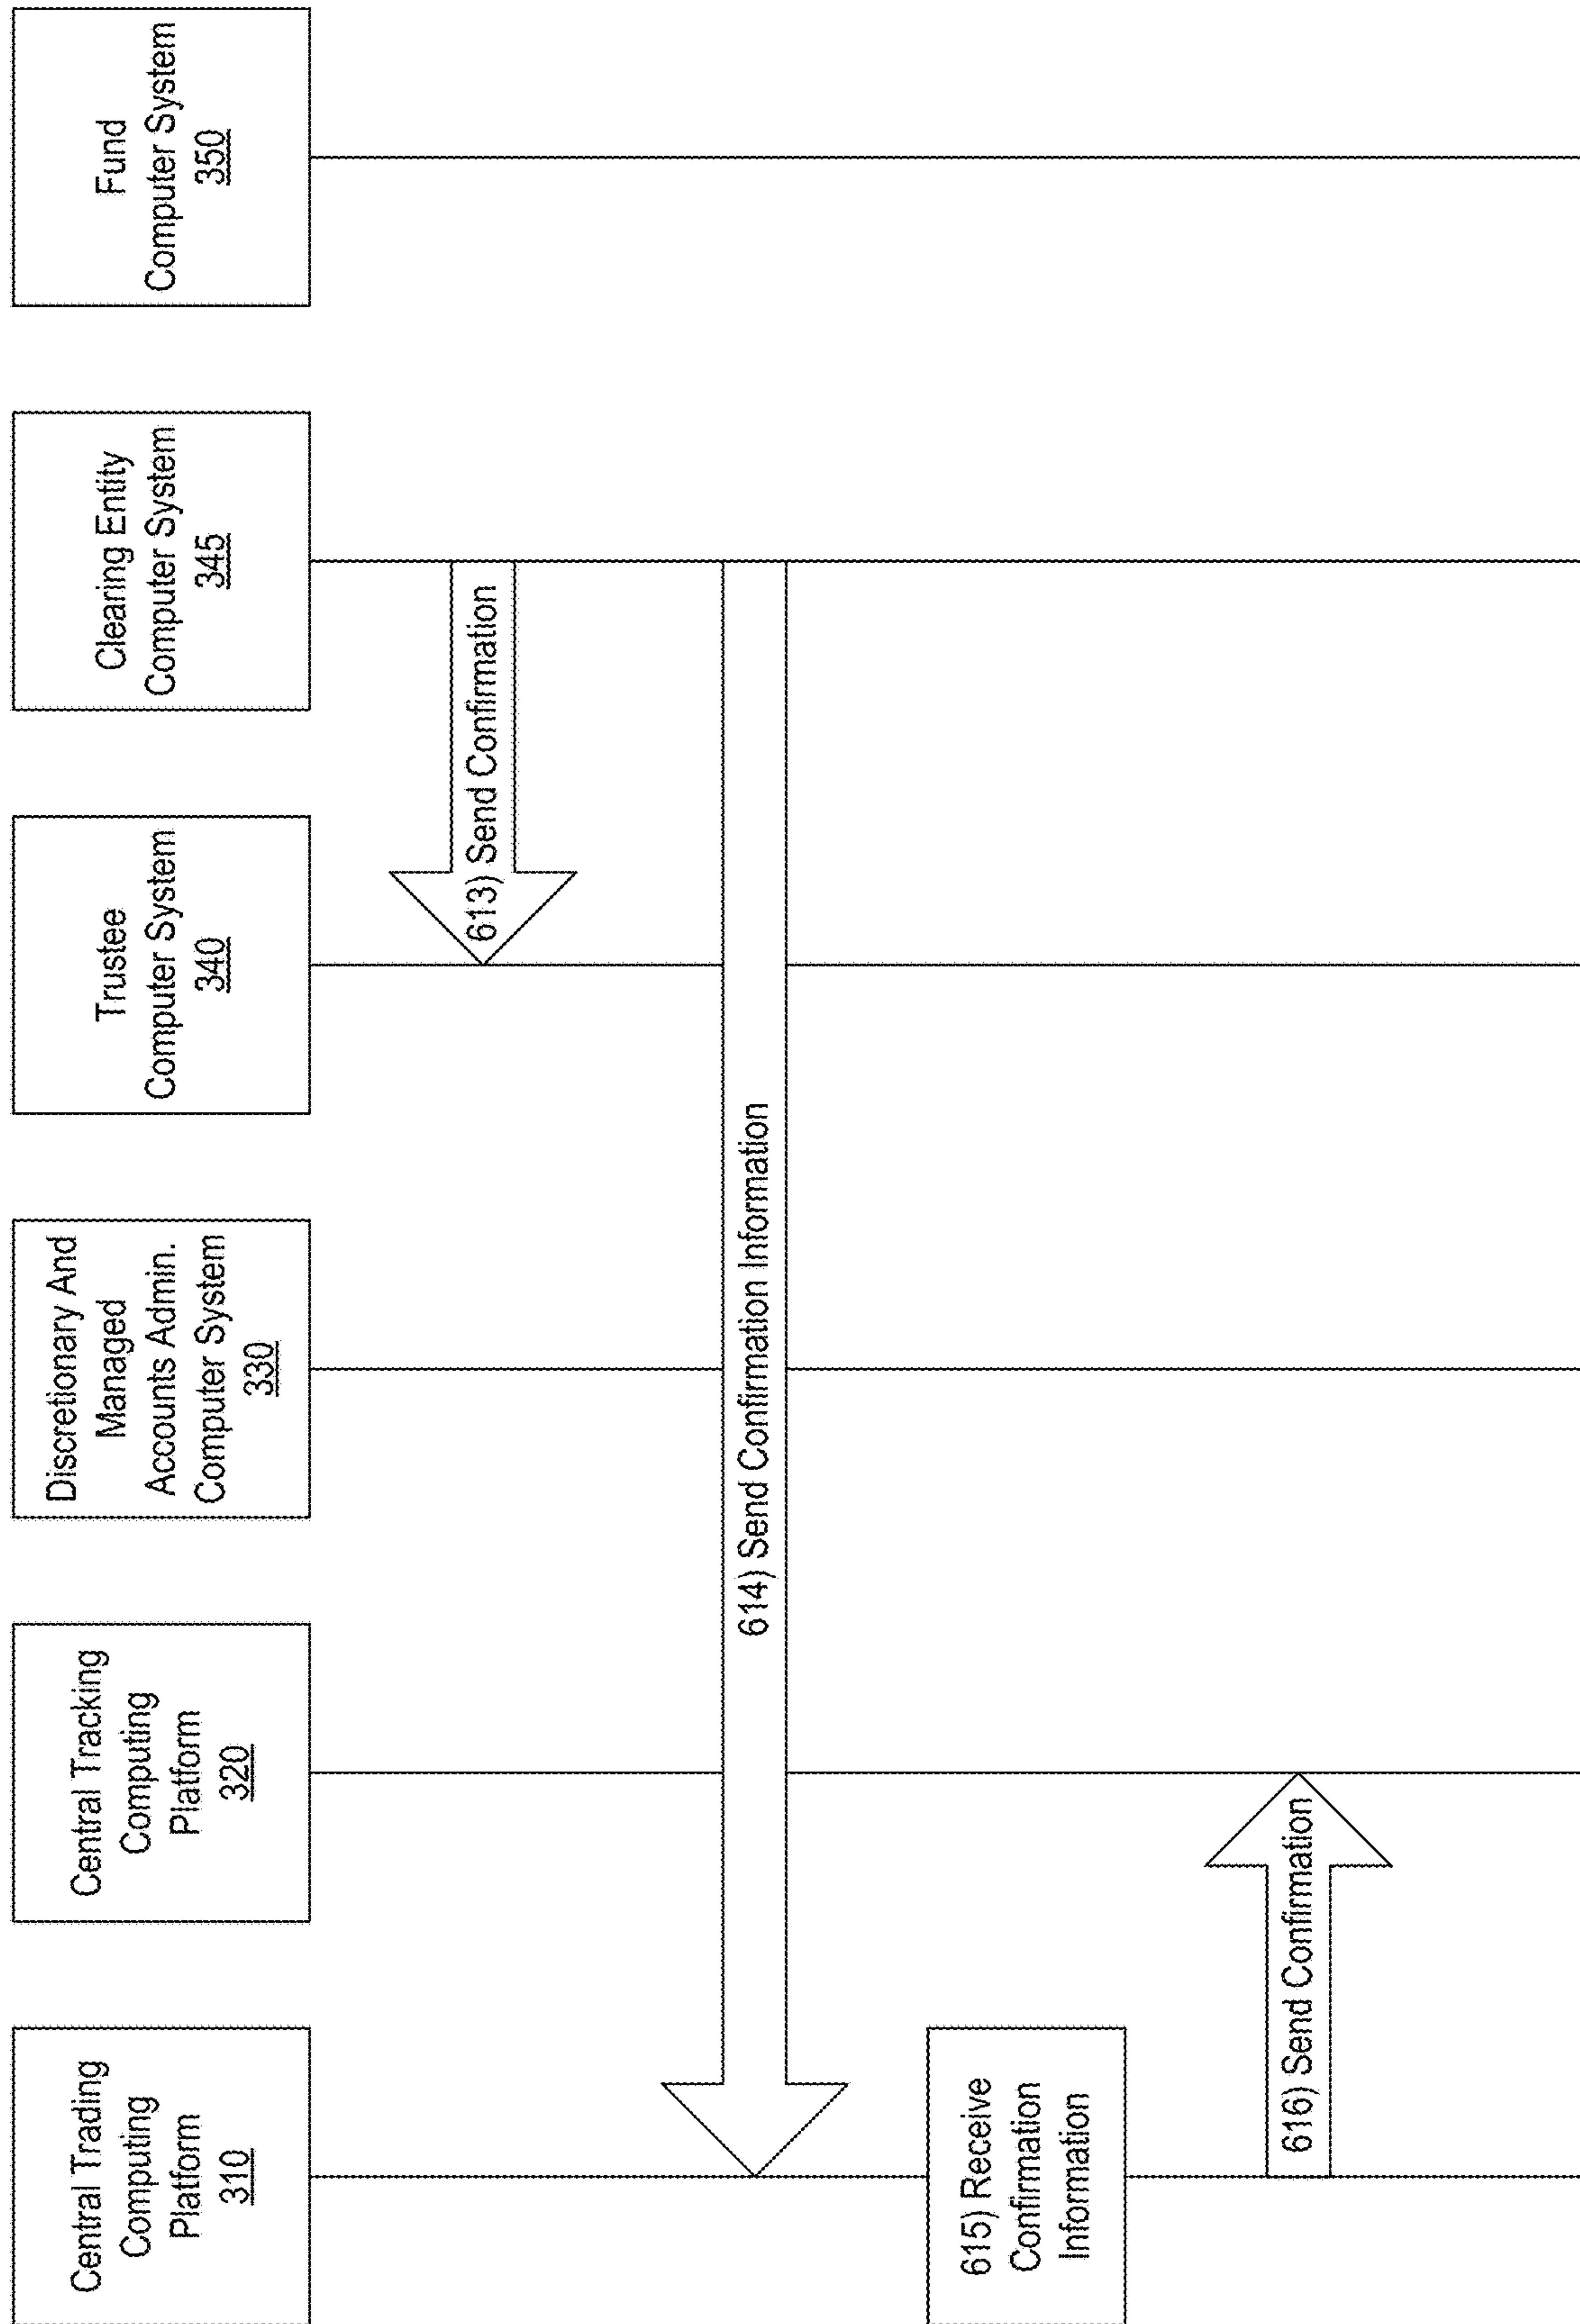 Central Trading
Computing
Platform
310
Central Tracking
Computing
Platform
320
Discretionary And
Managed
Accounts Admin.
Computer System
330
Trustee
Computer System
340
Clearing Entity
Computer System
345
Fund
Computer System
350
613) Send Confirmation
614) Send Confirmation Information
615) Receive
Confirmation
Information
616) Send Confirmation